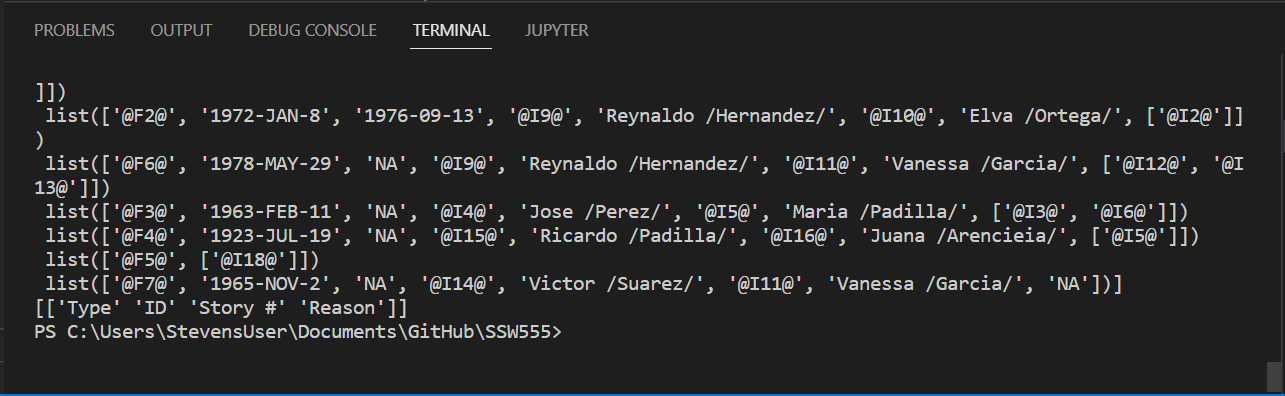 PROBLEMS OUTPUT DEBUG CONSOLE TERMINAL JUPYTER
]])
list(['@F2@', '1972-JAN-8', '1976-09-13', '@I9@', 'Reynaldo /Hernandez/', '@I10@', 'Elva /Ortega/', ['@I2@']]
)
list(['@F6@', '1978-MAY-29', 'NA', '@I9@', 'Reynaldo /Hernandez/', '@I11@', 'Vanessa /Garcia/', ['@I12@', '@I
13@']])
list(['@F3@', '1963-FEB-11', 'NA', '@I4@', 'Jose /Perez/', '@I5@', 'Maria /Padilla/', ['@I3@', '@I6@']])
list(['@F4@', '1923-JUL-19', 'NA', '@I15@', 'Ricardo /Padilla/', '@I16@', 'Juana /Arencieia/', ['@I5@']])
list(['@F5@', ['@I18@']])
list(['@F7@', '1965-NOV-2', 'NA', '@I14@', 'Victor /Suarez/', '@I11@', 'Vanessa /Garcia/', 'NA'])]
[['Type' 'ID' 'Story #' 'Reason']]
PS C:\Users\StevensUser\Documents\GitHub\SSW555>